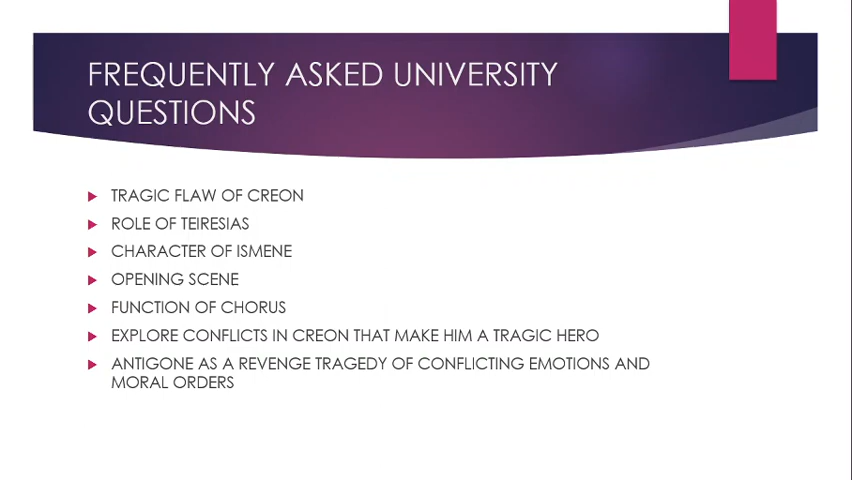 FREQUENTLY ASKED UNIVERSITY
QUESTIONS
TRAGIC FLAW OF CREON
ROLE OF TEIRESIAS
CHARACTER OF ISMENE
OPENING SCENE
FUNCTION OF CHORUS
EXPLORE CONFLICTS IN CREON THAT MAKE HIM A TRAGIC HERO
ANTIGONE AS A REVENGE TRAGEDY OF CONFLICTING EMOTIONS AND
MORAL ORDERS